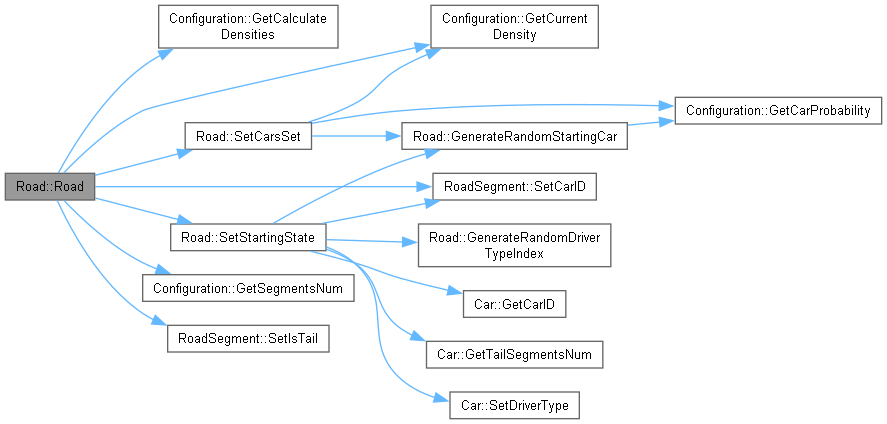 Configuration::GetCalculate
Densities
Configuration::GetCurrent
Density
Configuration::GetCarProbability
Road::SetCarsSet
Road::GenerateRandomStartingCar
Road::Road
RoadSegment::SetCarID
Road::SetStartingState
Road::GenerateRandomDriver
TypeIndex
Configuration::GetSegmentsNum
Car::GetCarID
RoadSegment::SetIsTail
Car::GetTailSegmentsNum
Car::SetDriverType